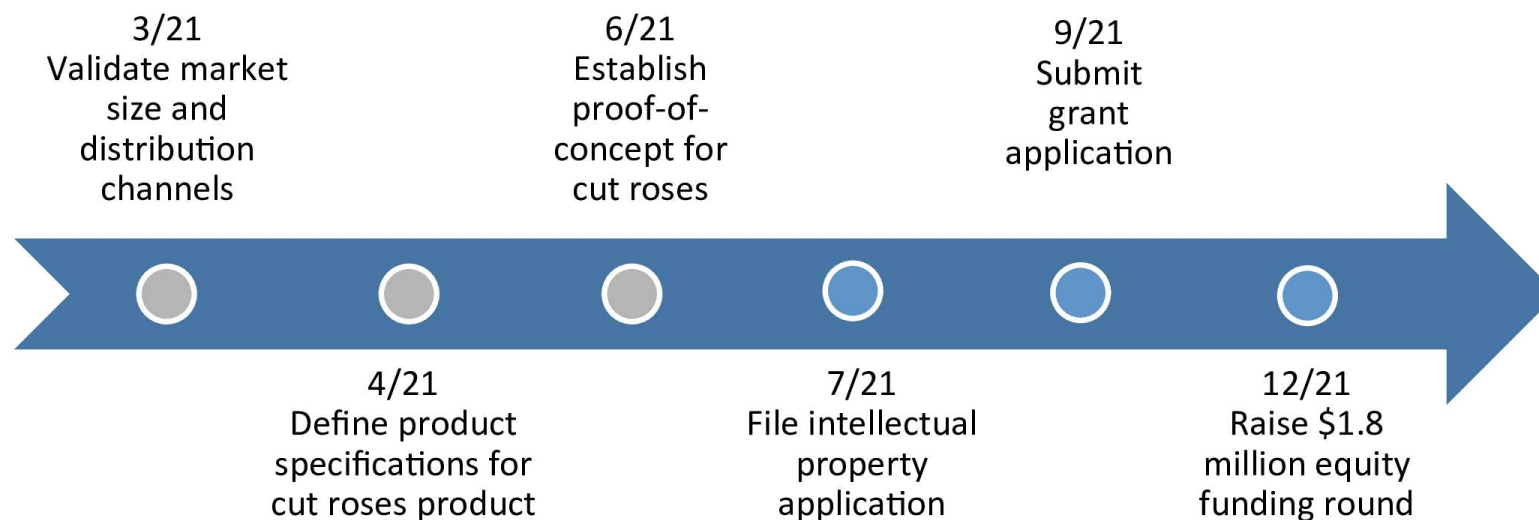 3/21
Validate market
size and
distribution
channels
4/21
Define product
specifications for
cut roses product
6/21
Establish
proof-of-
concept for
cut roses
7/21
File intellectual
property
application
9/21
Submit
grant
application
12/21
Raise $1.8
million equity
funding round